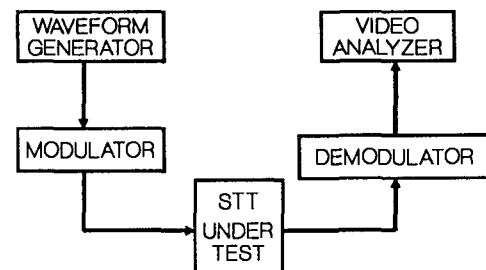 WAVEFORM
GENERATOR
VIDEO
ANALYZER
MODULATOR
DEMODULATOR
STT
UNDER
TEST